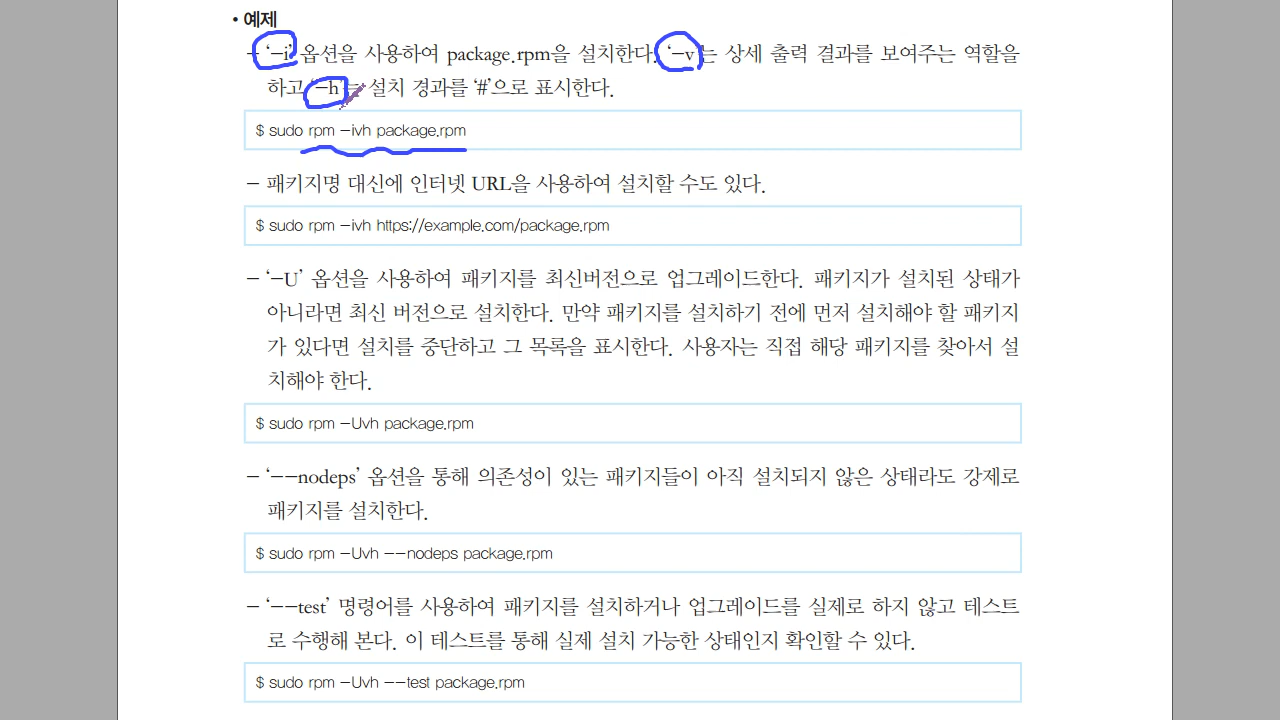 • 예제
– ‘–i’ 옵션을 사용하여 package.rpm을 설치한다. ‘–v’는 상세 출력 결과를 보여주는 역할을
하고 ‘–h’는 설치 경과를 ‘#’으로 표시한다.
$ sudo rpm –ivh package.rpm
– 패키지명 대신에 인터넷 URL을 사용하여 설치할 수도 있다.
$ sudo rpm –ivh https://example.com/package.rpm
– ‘–U’ 옵션을 사용하여 패키지를 최신버전으로 업그레이드한다. 패키지가 설치된 상태가
아니라면 최신 버전으로 설치한다. 만약 패키지를 설치하기 전에 먼저 설치해야 할 패키지
가 있다면 설치를 중단하고 그 목록을 표시한다. 사용자는 직접 해당 패키지를 찾아서 설
치해야 한다.
$ sudo rpm –Uvh package.rpm
– ‘––nodeps’ 옵션을 통해 의존성이 있는 패키지들이 아직 설치되지 않은 상태라도 강제로
패키지를 설치한다.
$ sudo rpm –Uvh ––nodeps package.rpm
– ‘––test’ 명령어를 사용하여 패키지를 설치하거나 업그레이드를 실제로 하지 않고 테스트
로 수행해 본다. 이 테스트를 통해 실제 설치 가능한 상태인지 확인할 수 있다.
$ sudo rpm –Uvh ––test package.rpm